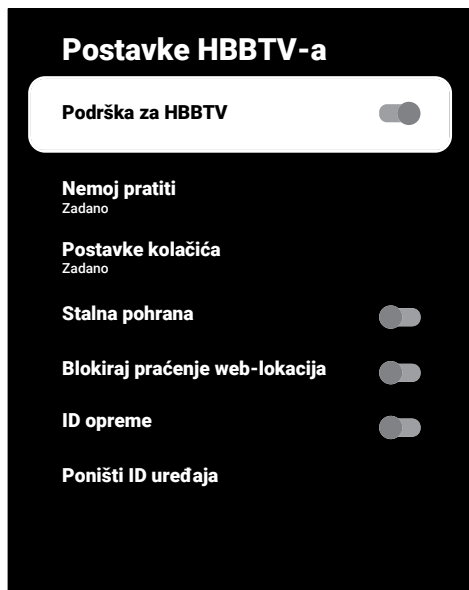 Postavke HBBTV-a
Podrška za HBBTV
Nemoj pratiti
Zadano
Postavke kolačića
Zadano
Stalna pohrana
Blokiraj praćenje web-lokacija
ID opreme
Poništi ID uređaja